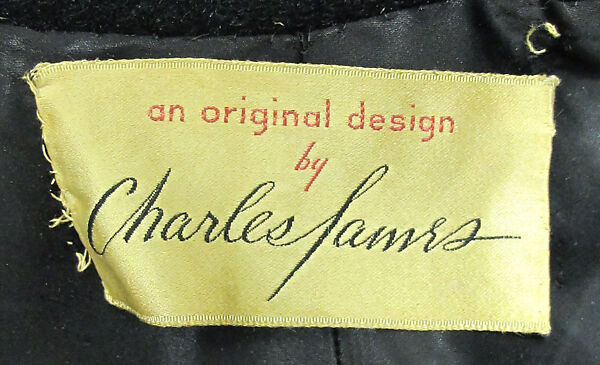 an original design
by
Charles James